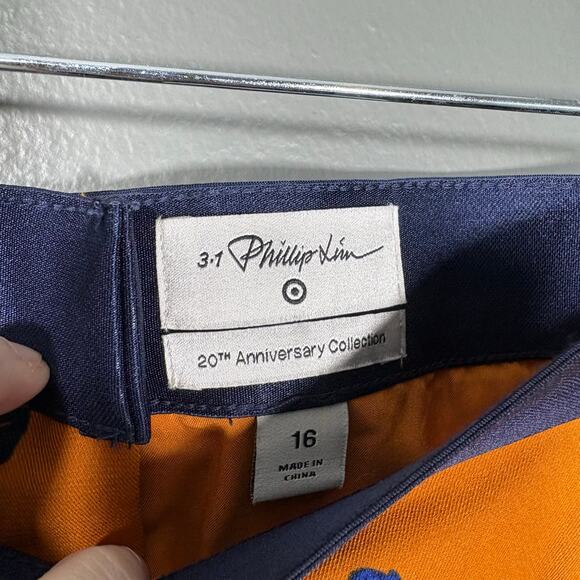 3.1 Phillip Lim
20TH Anniversary Collection
16
MADE IN
CHINA